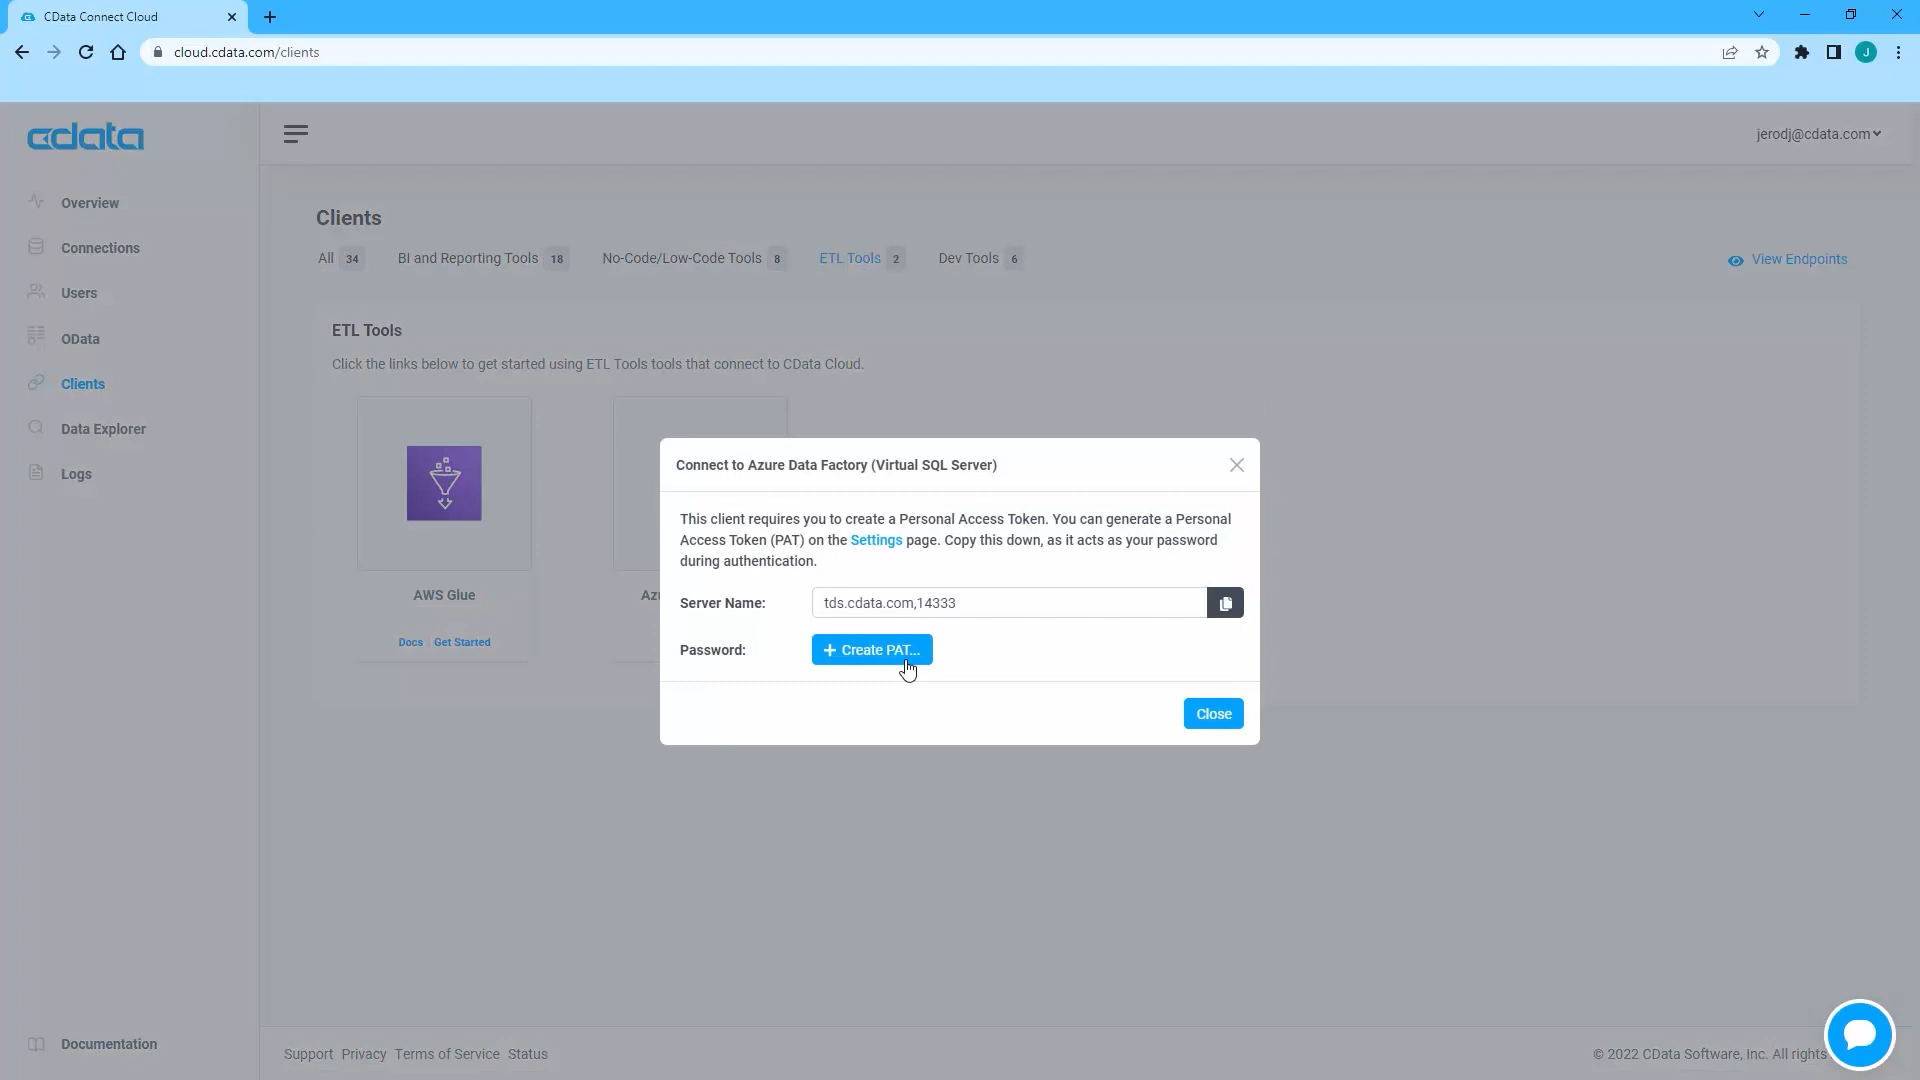 CData Connect Cloud
cloud.cdata.com/clients
J
cdata
jerodj@cdata.com
Overview
Connections
Users
OData
Clients
Data Explorer
Logs
Clients
All 34 BI and Reporting Tools 18 No-Code/Low-Code Tools 8 ETL Tools 2 Dev Tools 6
View Endpoints
ETL Tools
Click the links below to get started using ETL Tools tools that connect to CData Cloud.
AWS Glue
Docs Get Started
Connect to Azure Data Factory (Virtual SQL Server)
This client requires you to create a Personal Access Token. You can generate a Personal
Access Token (PAT) on the Settings page. Copy this down, as it acts as your password
during authentication.
Server Name: tds.cdata.com,14333
Password: + Create PAT...
Close
Documentation
Support Privacy Terms of Service Status
© 2022 CData Software, Inc. All rights